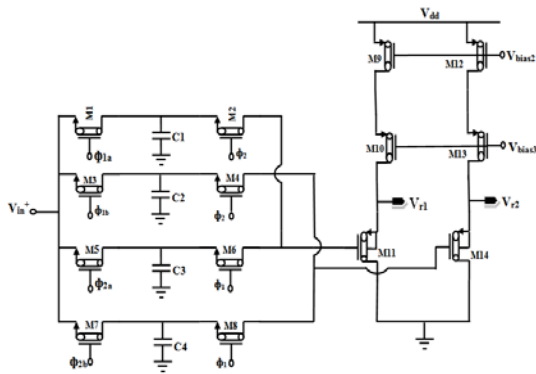 Vdd
M9
M12
Vbias2
M1
M2
C1
M10
M13
Vbias3
ϕ1a
ϕ2
M3
M4
C2
Vr1
Vr2
Vin+
ϕ1b
ϕ2
M5
M6
C3
M11
M14
ϕ2a
ϕ1
M7
M8
C4
ϕ2b
ϕ1